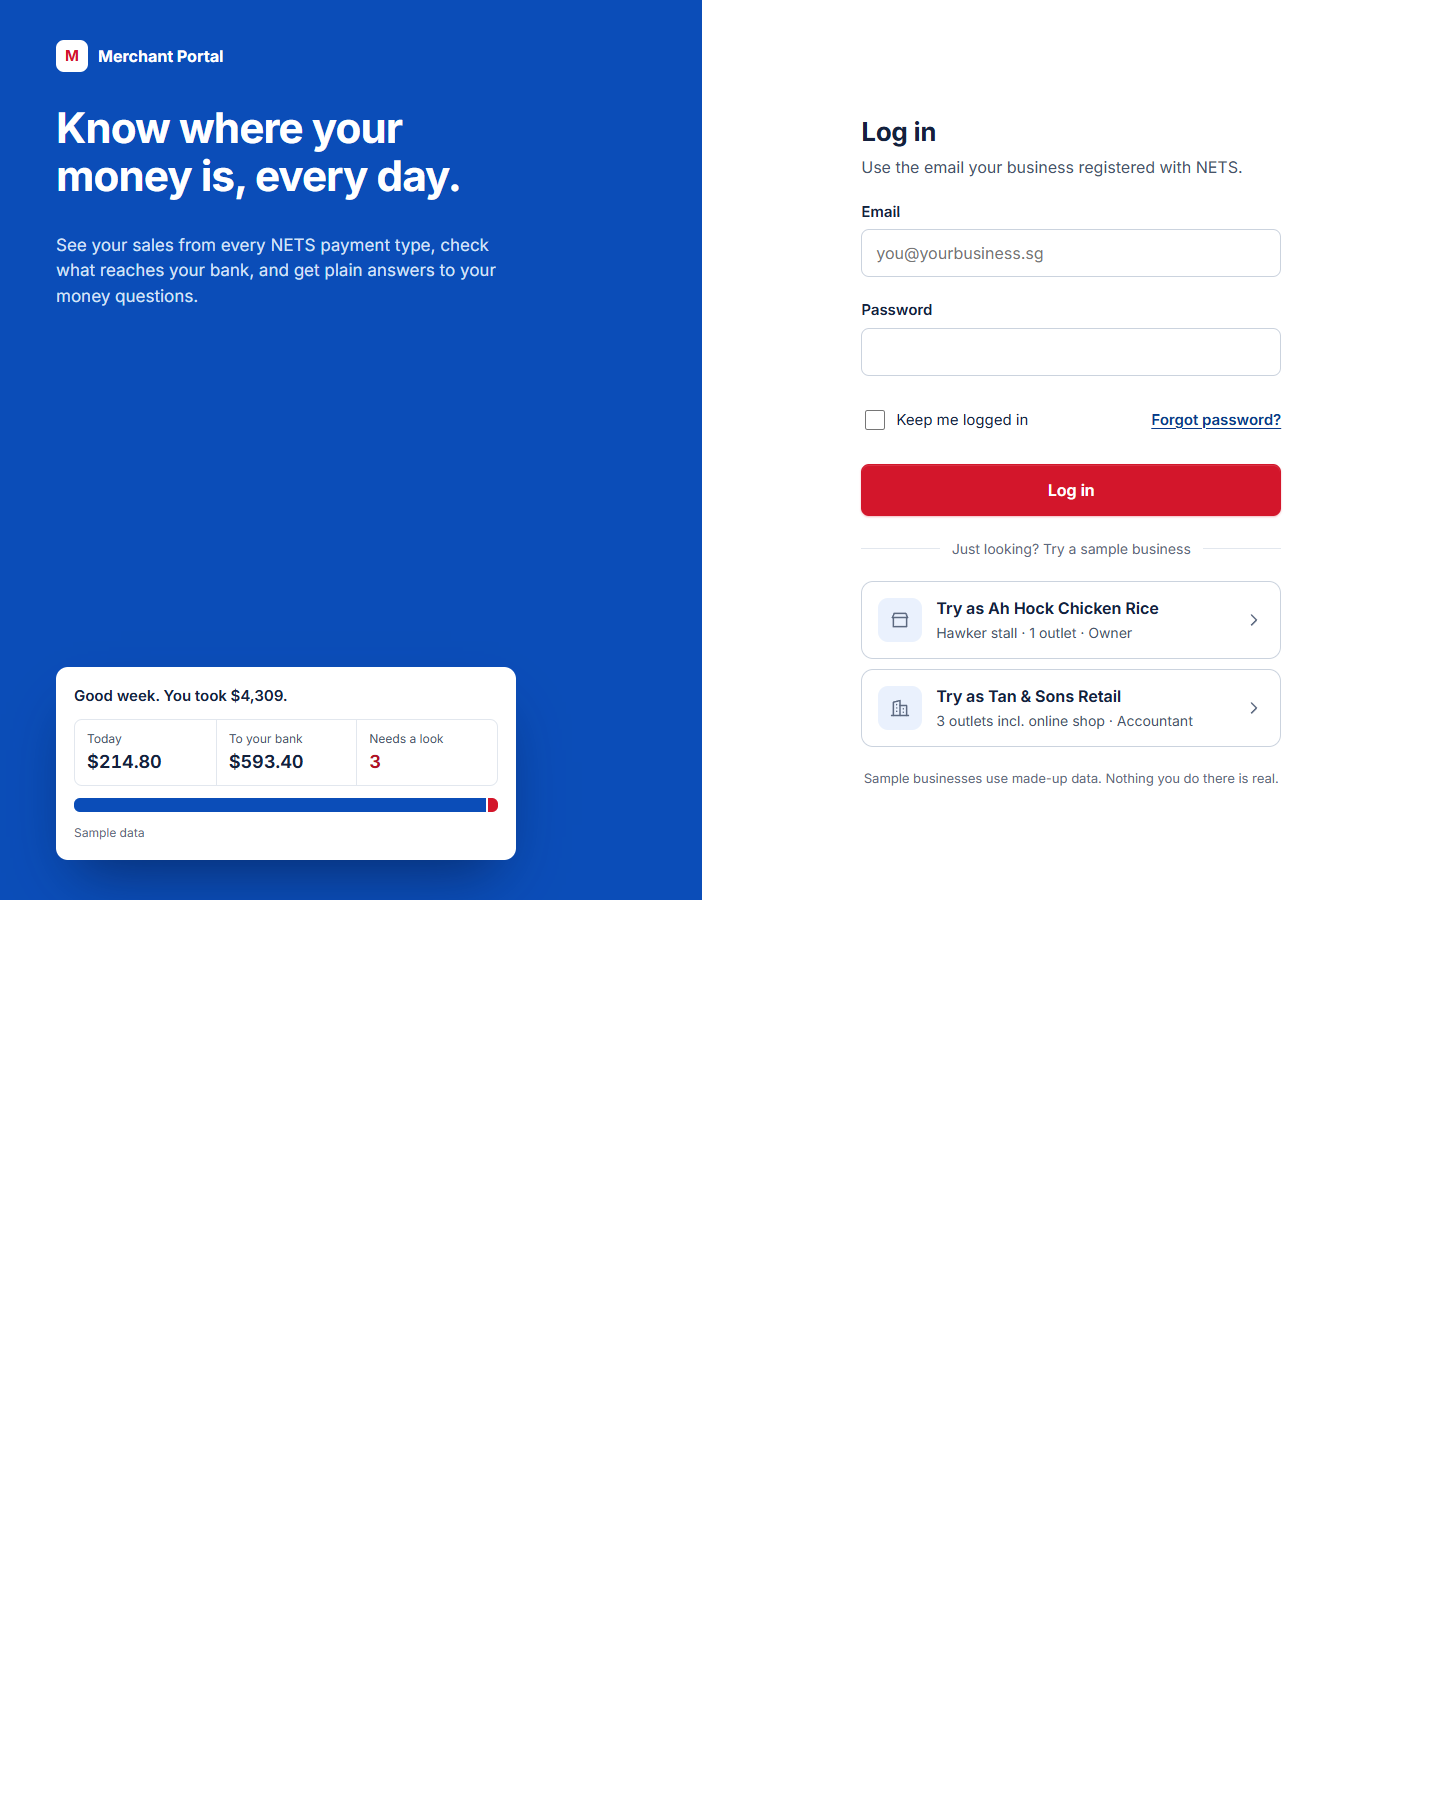 M
Merchant Portal
Know where your
money is, every day.
See your sales from every NETS payment type, check
what reaches your bank, and get plain answers to your
money questions.
Good week. You took $4,309.
Today
$214.80
To your bank
$593.40
Needs a look
3
Sample data
Log in
Use the email your business registered with NETS.
Email
you@yourbusiness.sg
Password
Keep me logged in
Forgot password?
Log in
Just looking? Try a sample business
Try as Ah Hock Chicken Rice
Hawker stall · 1 outlet · Owner
Try as Tan & Sons Retail
3 outlets incl. online shop · Accountant
Sample businesses use made-up data. Nothing you do there is real.